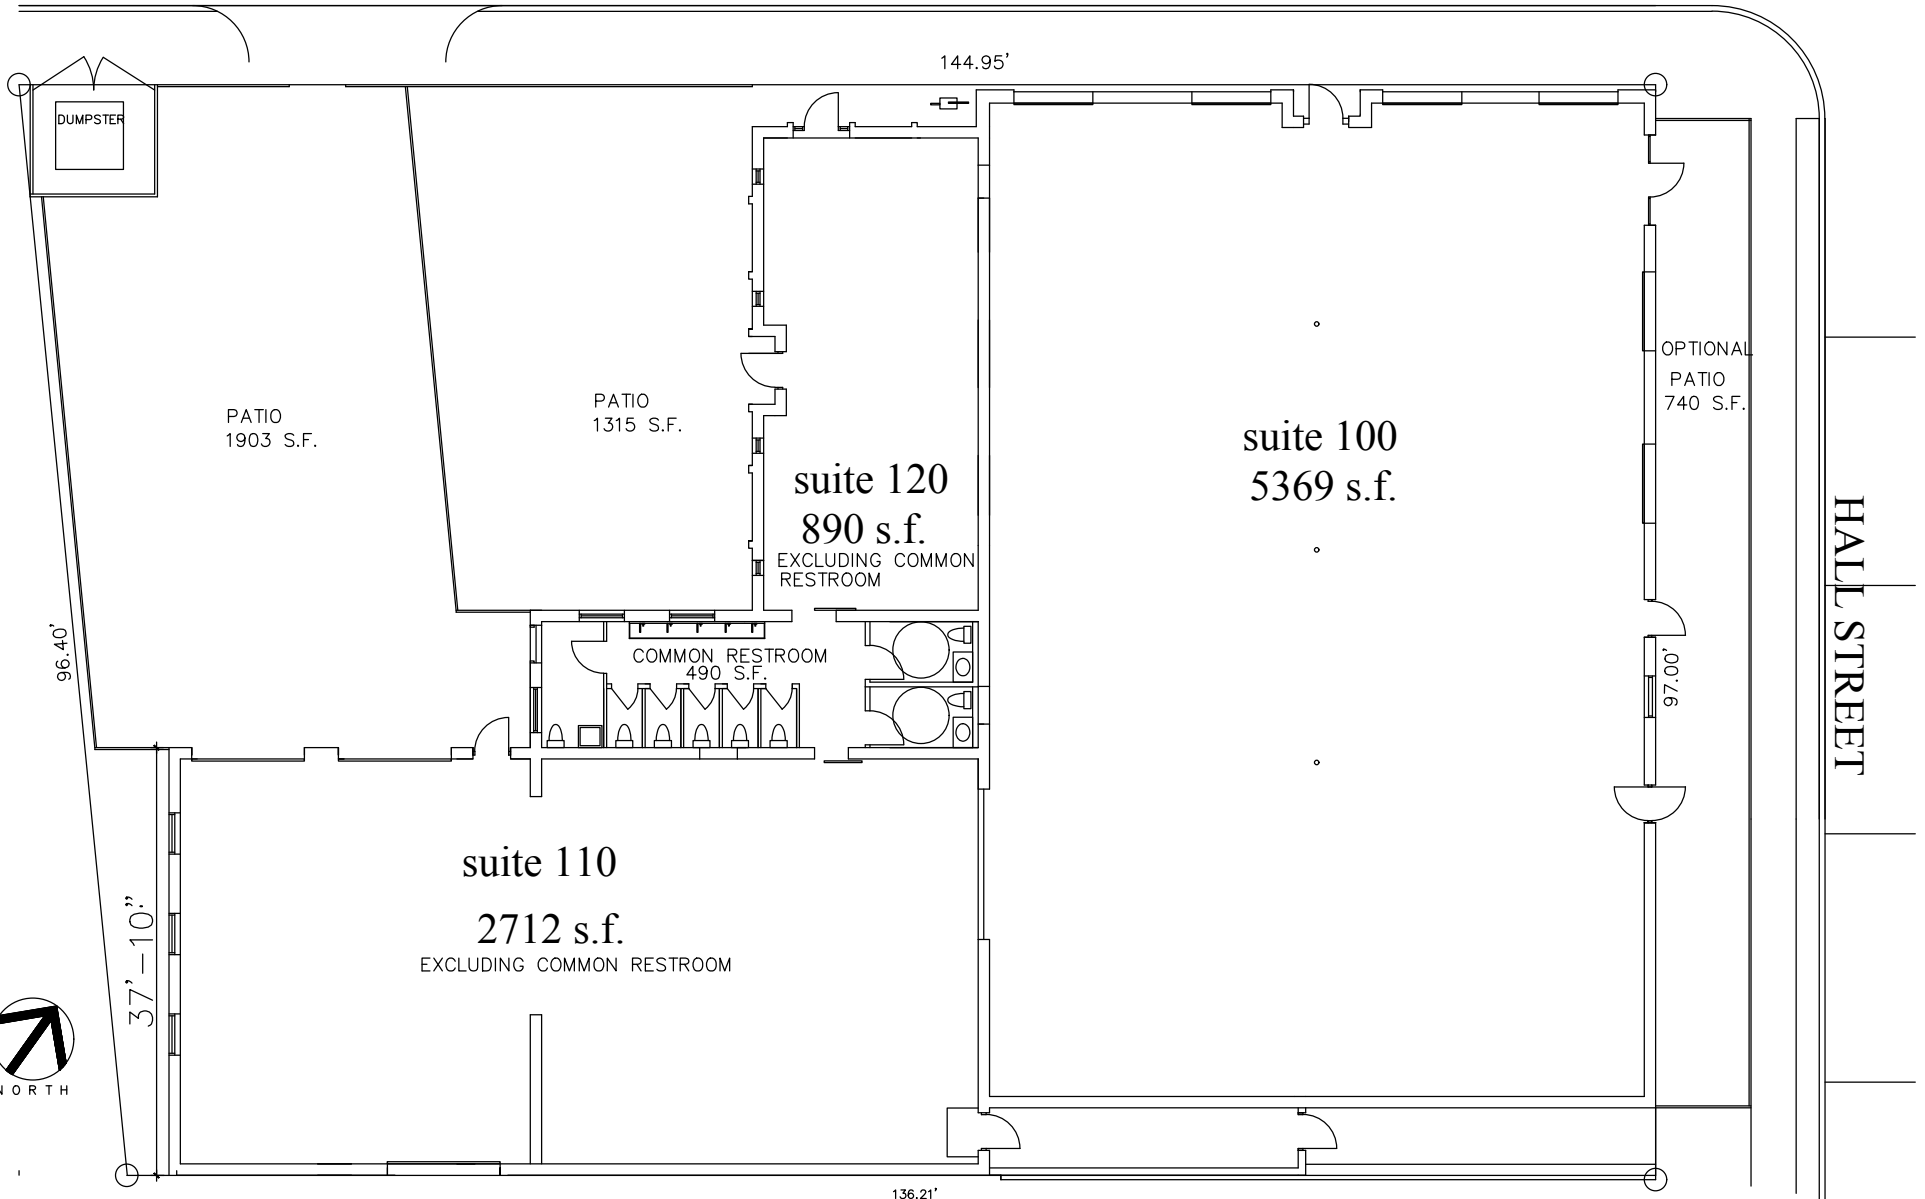 144.95'
DUMPSTER
OPTIONAL
PATIO
740 S.F.
PATIO
1903 S.F.
PATIO
1315 S.F.
suite 120
890 s.f.
EXCLUDING COMMON
RESTROOM
suite 100
5369 s.f.
HALL STREET
96.40'
COMMON RESTROOM
490 S.F.
97.00'
suite 110
2712 s.f.
EXCLUDING COMMON RESTROOM
37'-10"
NORTH
136.21'